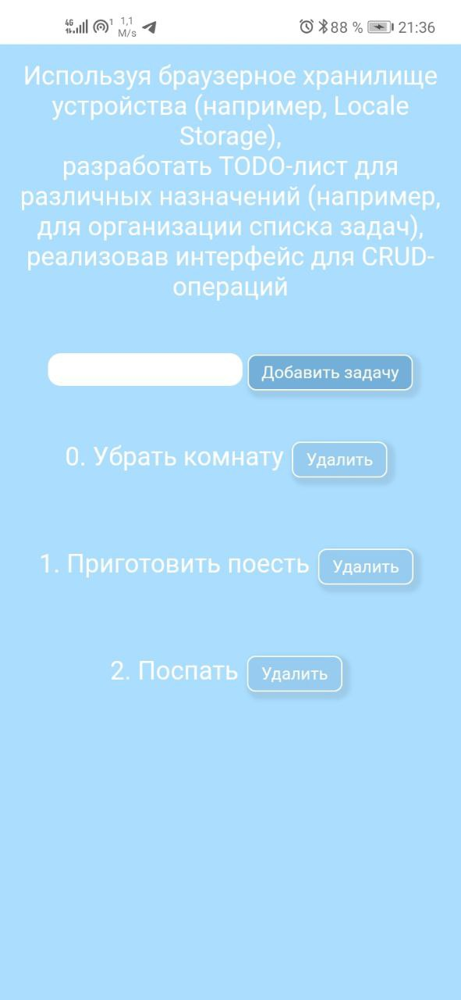 4G 1 1,1 M/s 88 % 21:36
Используя браузерное хранилище
устройства (например, Locale
Storage),
разработать TODO-лист для
различных назначений (например,
для организации списка задач),
реализовав интерфейс для CRUD-
операций
Добавить задачу
0. Убрать комнату Удалить
1. Приготовить поесть Удалить
2. Поспать Удалить